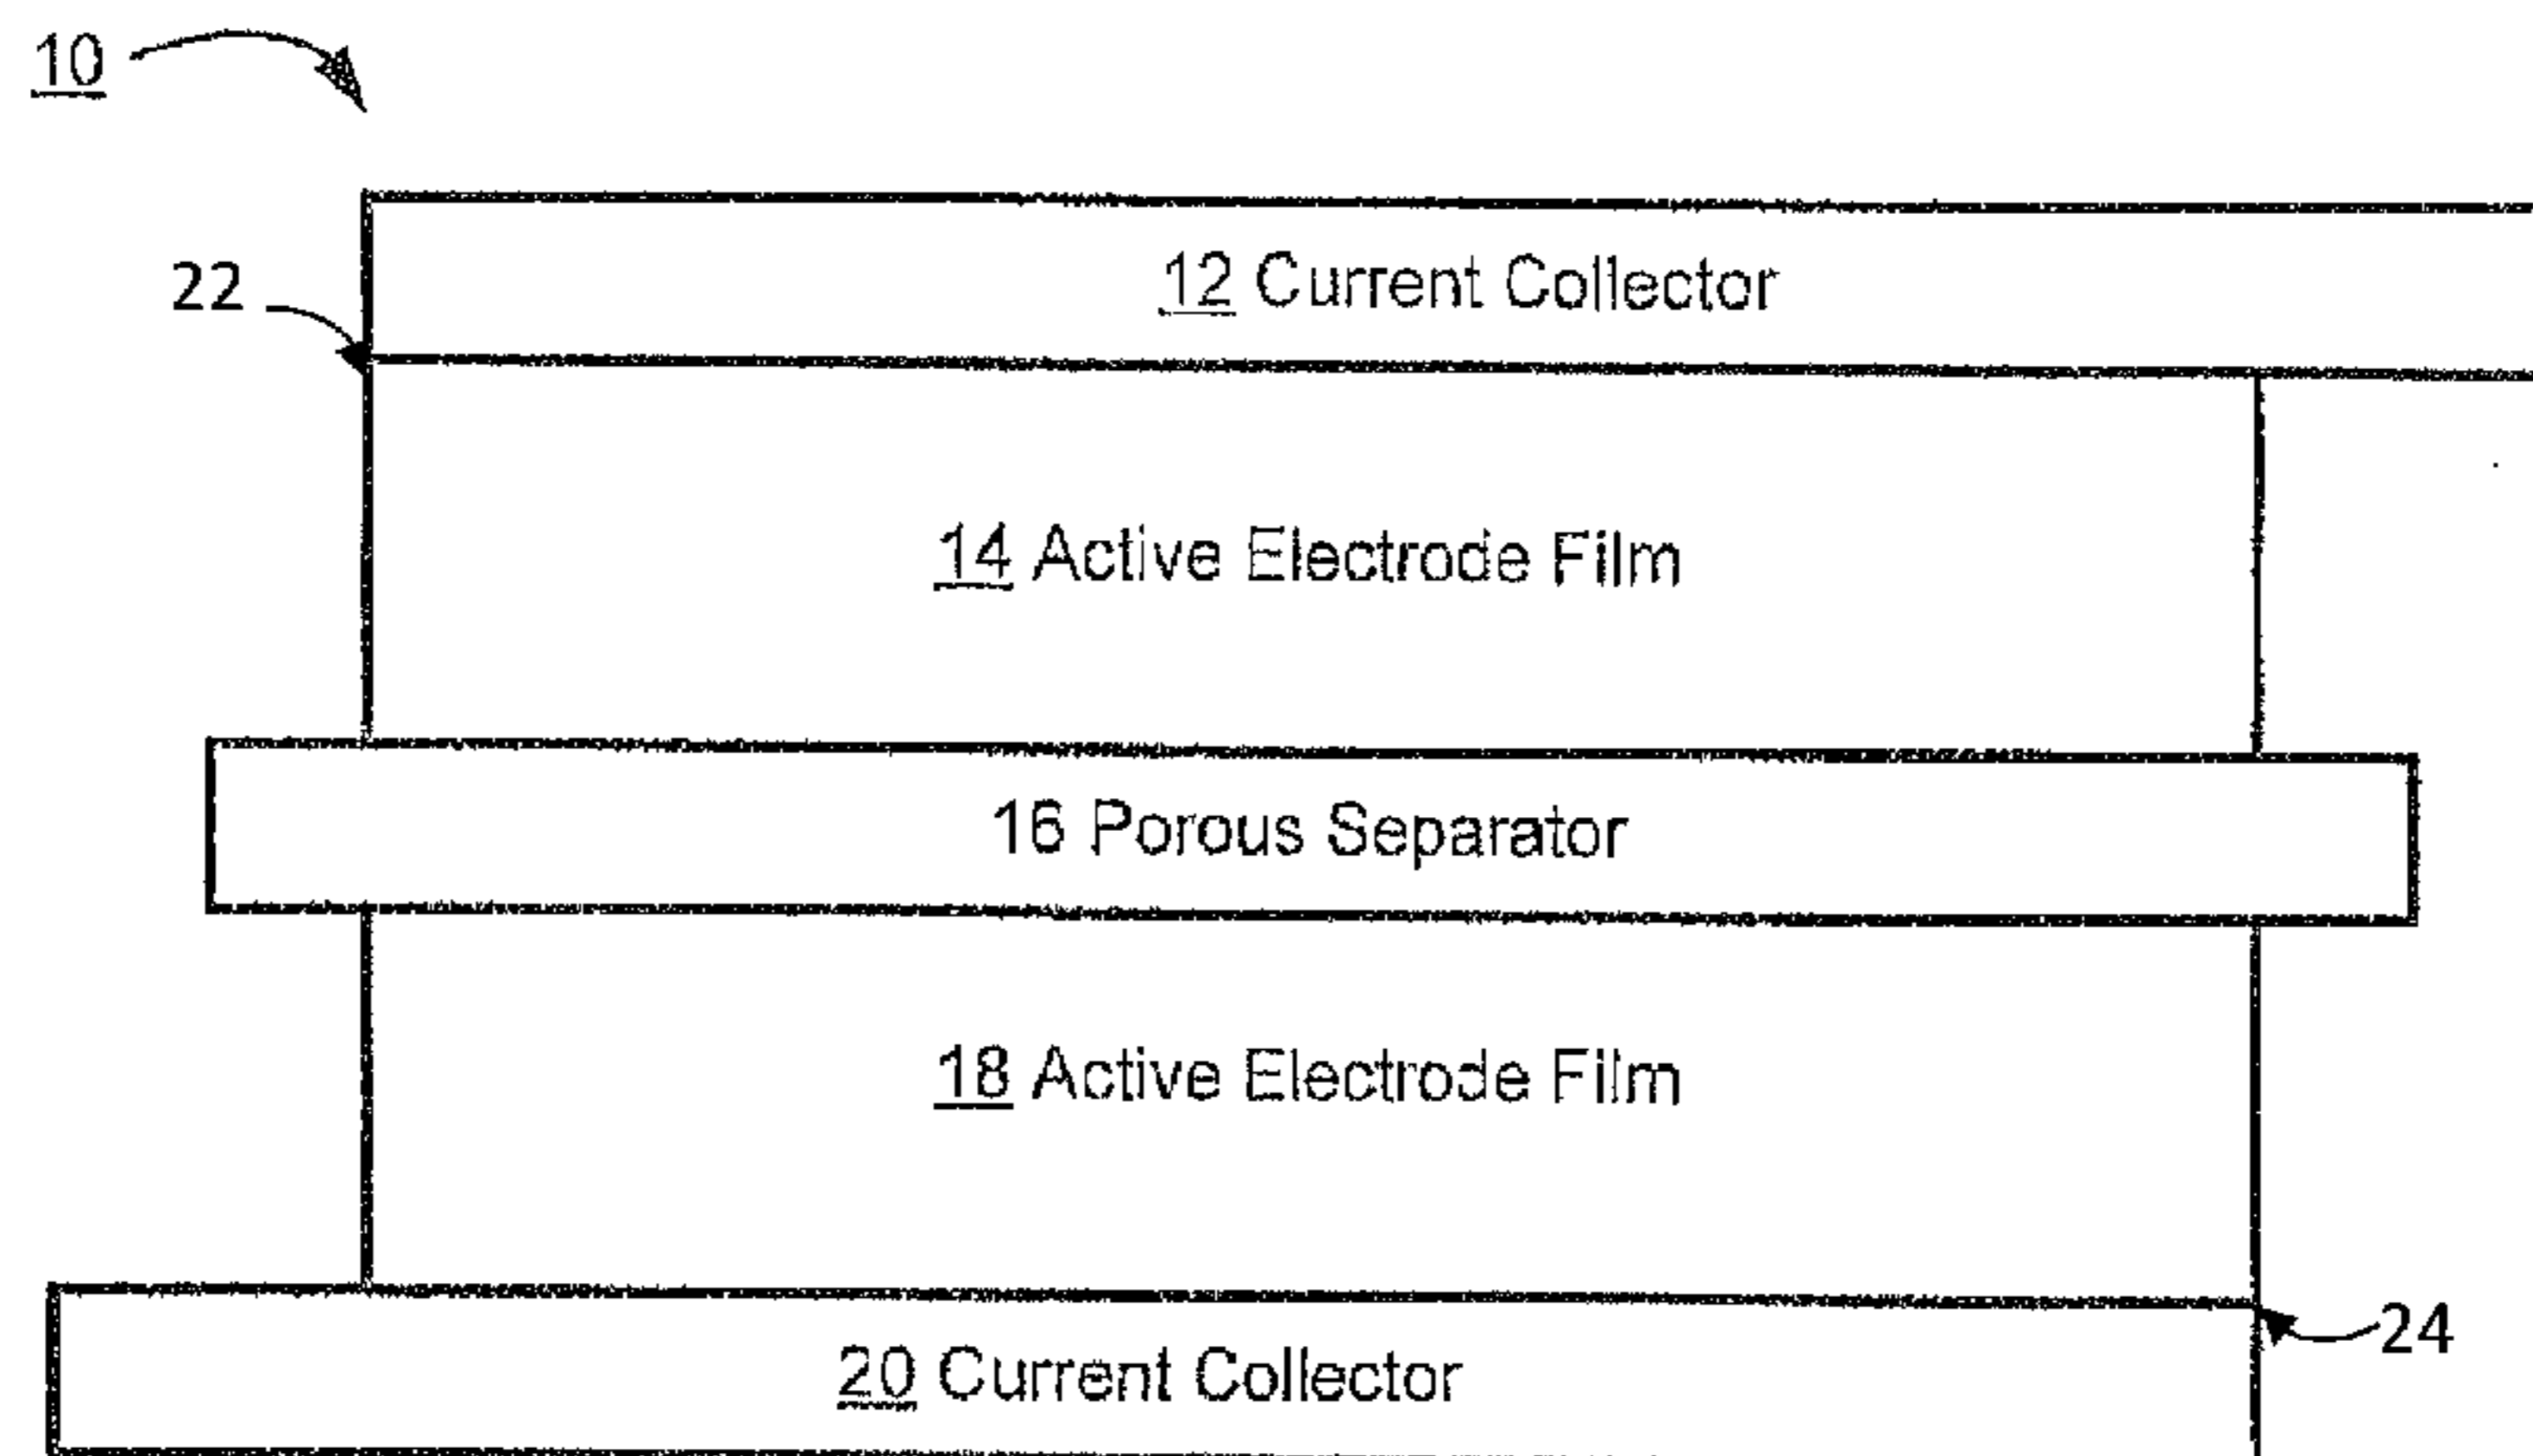 10
22
12 Current Collector
14 Active Electrode Film
16 Porous Separator
18 Active Electrode Film
24
20 Current Collector